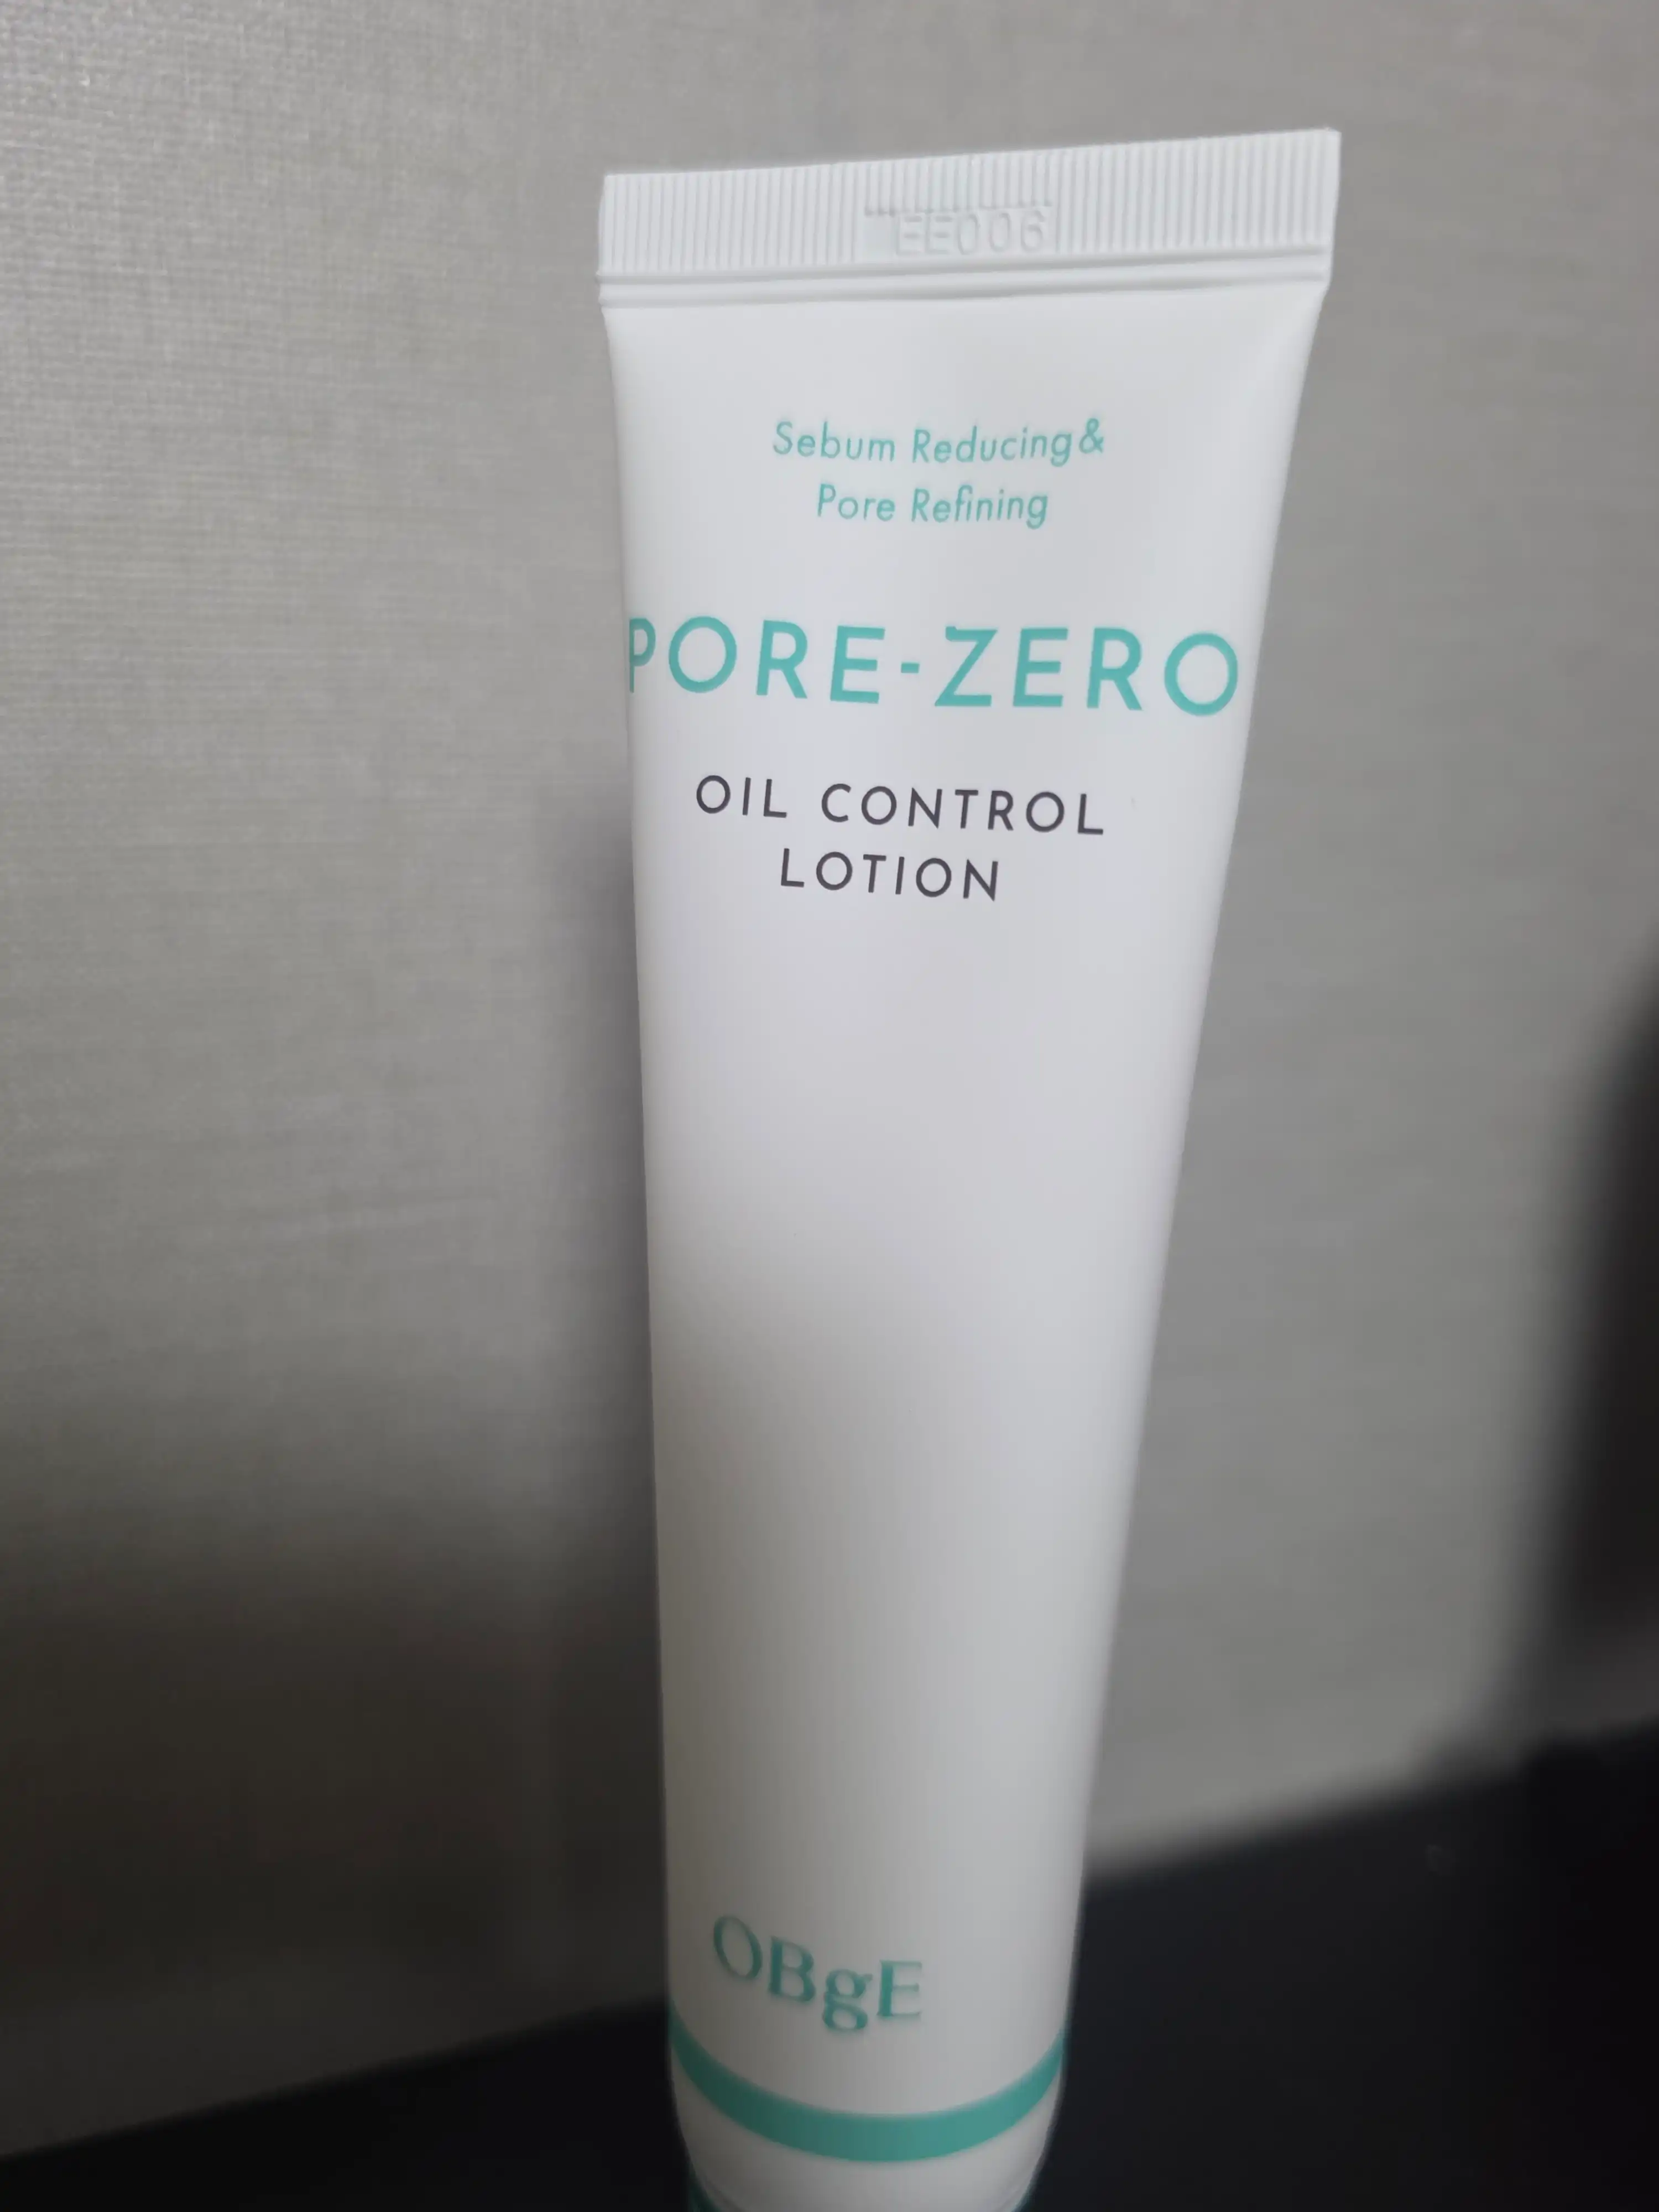 EE006
Sebum Reducing &
Pore Refining
PORE-ZERO
OIL CONTROL
LOTION
OBgE